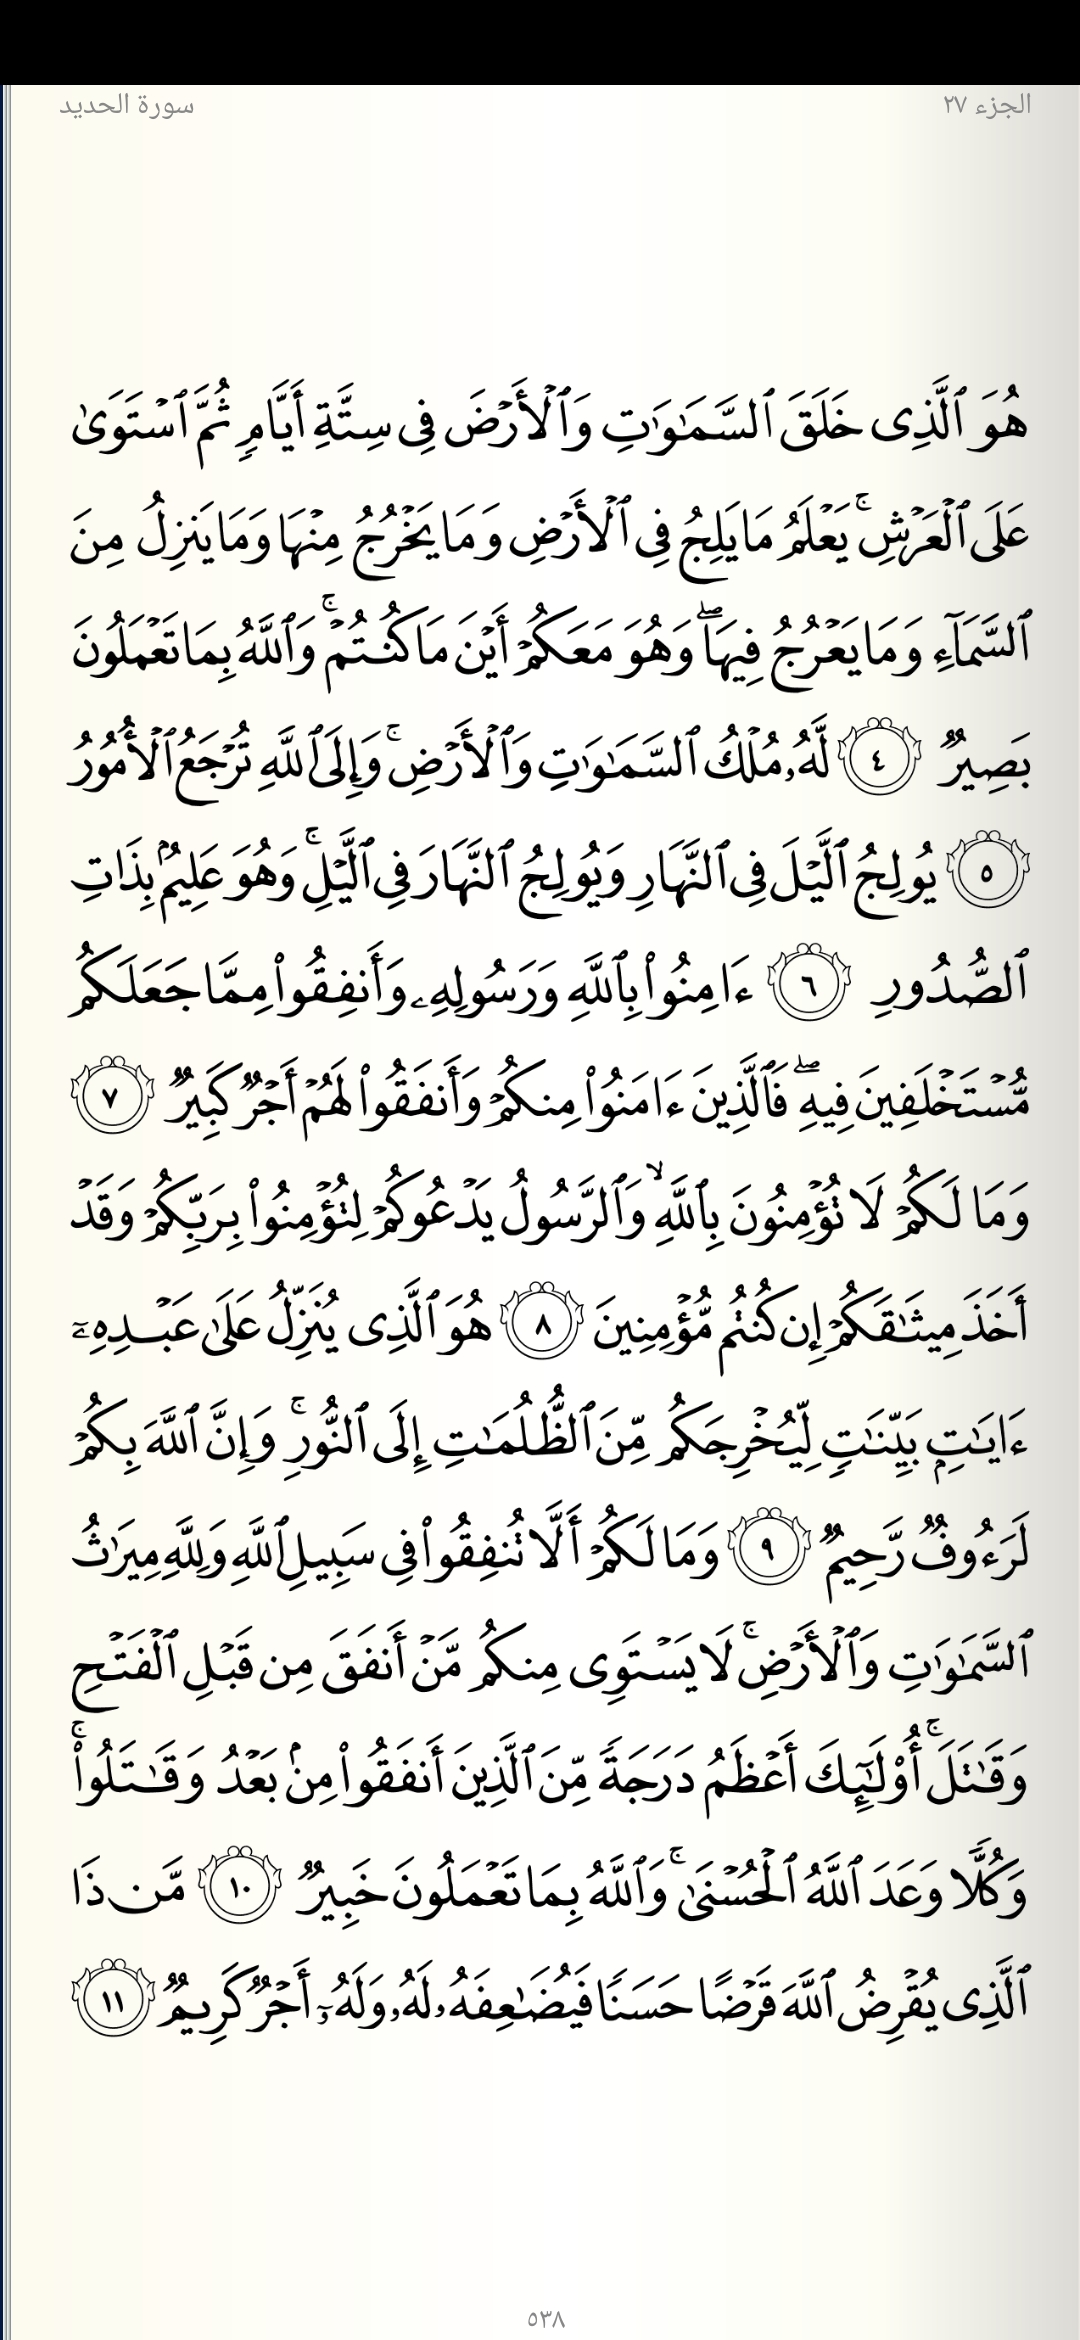 الجزء ٢٧
سورة الحديد
هُوَ ٱلَّذِى خَلَقَ ٱلسَّمَـٰوَٰتِ وَٱلْأَرْضَ فِى سِتَّةِ أَيَّامٍ ثُمَّ ٱسْتَوَىٰ
عَلَى ٱلْعَرْشِ ۚ يَعْلَمُ مَا يَلِجُ فِى ٱلْأَرْضِ وَمَا يَخْرُجُ مِنْهَا وَمَا يَنزِلُ مِنَ
ٱلسَّمَآءِ وَمَا يَعْرُجُ فِيهَا ۖ وَهُوَ مَعَكُمْ أَيْنَ مَا كُنتُمْ ۚ وَٱللَّهُ بِمَا تَعْمَلُونَ
بَصِيرٌ ٤ لَّهُۥ مُلْكُ ٱلسَّمَـٰوَٰتِ وَٱلْأَرْضِ ۚ وَإِلَى ٱللَّهِ تُرْجَعُ ٱلْأُمُورُ
٥ يُولِجُ ٱلَّيْلَ فِى ٱلنَّهَارِ وَيُولِجُ ٱلنَّهَارَ فِى ٱلَّيْلِ ۚ وَهُوَ عَلِيمٌۢ بِذَاتِ
ٱلصُّدُورِ ٦ ءَامِنُوا۟ بِٱللَّهِ وَرَسُولِهِۦ وَأَنفِقُوا۟ مِمَّا جَعَلَكُم
مُّسْتَخْلَفِينَ فِيهِ ۖ فَٱلَّذِينَ ءَامَنُوا۟ مِنكُمْ وَأَنفَقُوا۟ لَهُمْ أَجْرٌ كَبِيرٌ ٧
وَمَا لَكُمْ لَا تُؤْمِنُونَ بِٱللَّهِ ۙ وَٱلرَّسُولُ يَدْعُوكُمْ لِتُؤْمِنُوا۟ بِرَبِّكُمْ وَقَدْ
أَخَذَ مِيثَـٰقَكُمْ إِن كُنتُم مُّؤْمِنِينَ ٨ هُوَ ٱلَّذِى يُنَزِّلُ عَلَىٰ عَبْدِهِۦٓ
ءَايَـٰتٍۭ بَيِّنَـٰتٍ لِّيُخْرِجَكُم مِّنَ ٱلظُّلُمَـٰتِ إِلَى ٱلنُّورِ ۚ وَإِنَّ ٱللَّهَ بِكُمْ
لَرَءُوفٌ رَّحِيمٌ ٩ وَمَا لَكُمْ أَلَّا تُنفِقُوا۟ فِى سَبِيلِ ٱللَّهِ وَلِلَّهِ مِيرَٰثُ
ٱلسَّمَـٰوَٰتِ وَٱلْأَرْضِ ۚ لَا يَسْتَوِى مِنكُم مَّنْ أَنفَقَ مِن قَبْلِ ٱلْفَتْحِ
وَقَـٰتَلَ ۚ أُو۟لَـٰٓئِكَ أَعْظَمُ دَرَجَةً مِّنَ ٱلَّذِينَ أَنفَقُوا۟ مِنۢ بَعْدُ وَقَـٰتَلُوا۟ ۚ
وَكُلًّا وَعَدَ ٱللَّهُ ٱلْحُسْنَىٰ ۚ وَٱللَّهُ بِمَا تَعْمَلُونَ خَبِيرٌ ١٠ مَّن ذَا
ٱلَّذِى يُقْرِضُ ٱللَّهَ قَرْضًا حَسَنًا فَيُضَـٰعِفَهُۥ لَهُۥ وَلَهُۥٓ أَجْرٌ كَرِيمٌ ١١
٥٣٨